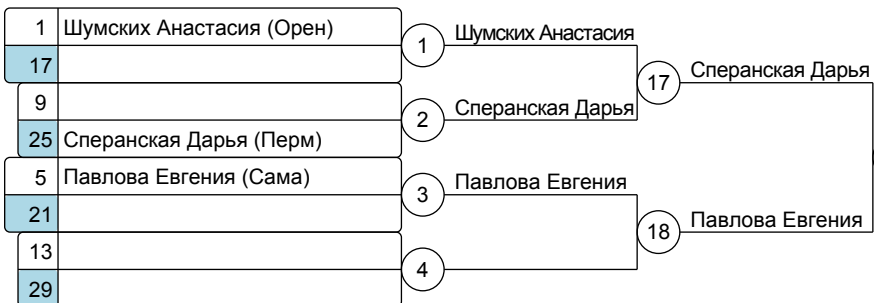 1 Шумских Анастасия (Орен)
17
9
25 Сперанская Дарья (Перм)
5 Павлова Евгения (Сама)
21
13
29
1 Шумских Анастасия
2 Сперанская Дарья
3 Павлова Евгения
4
17 Сперанская Дарья
18 Павлова Евгения